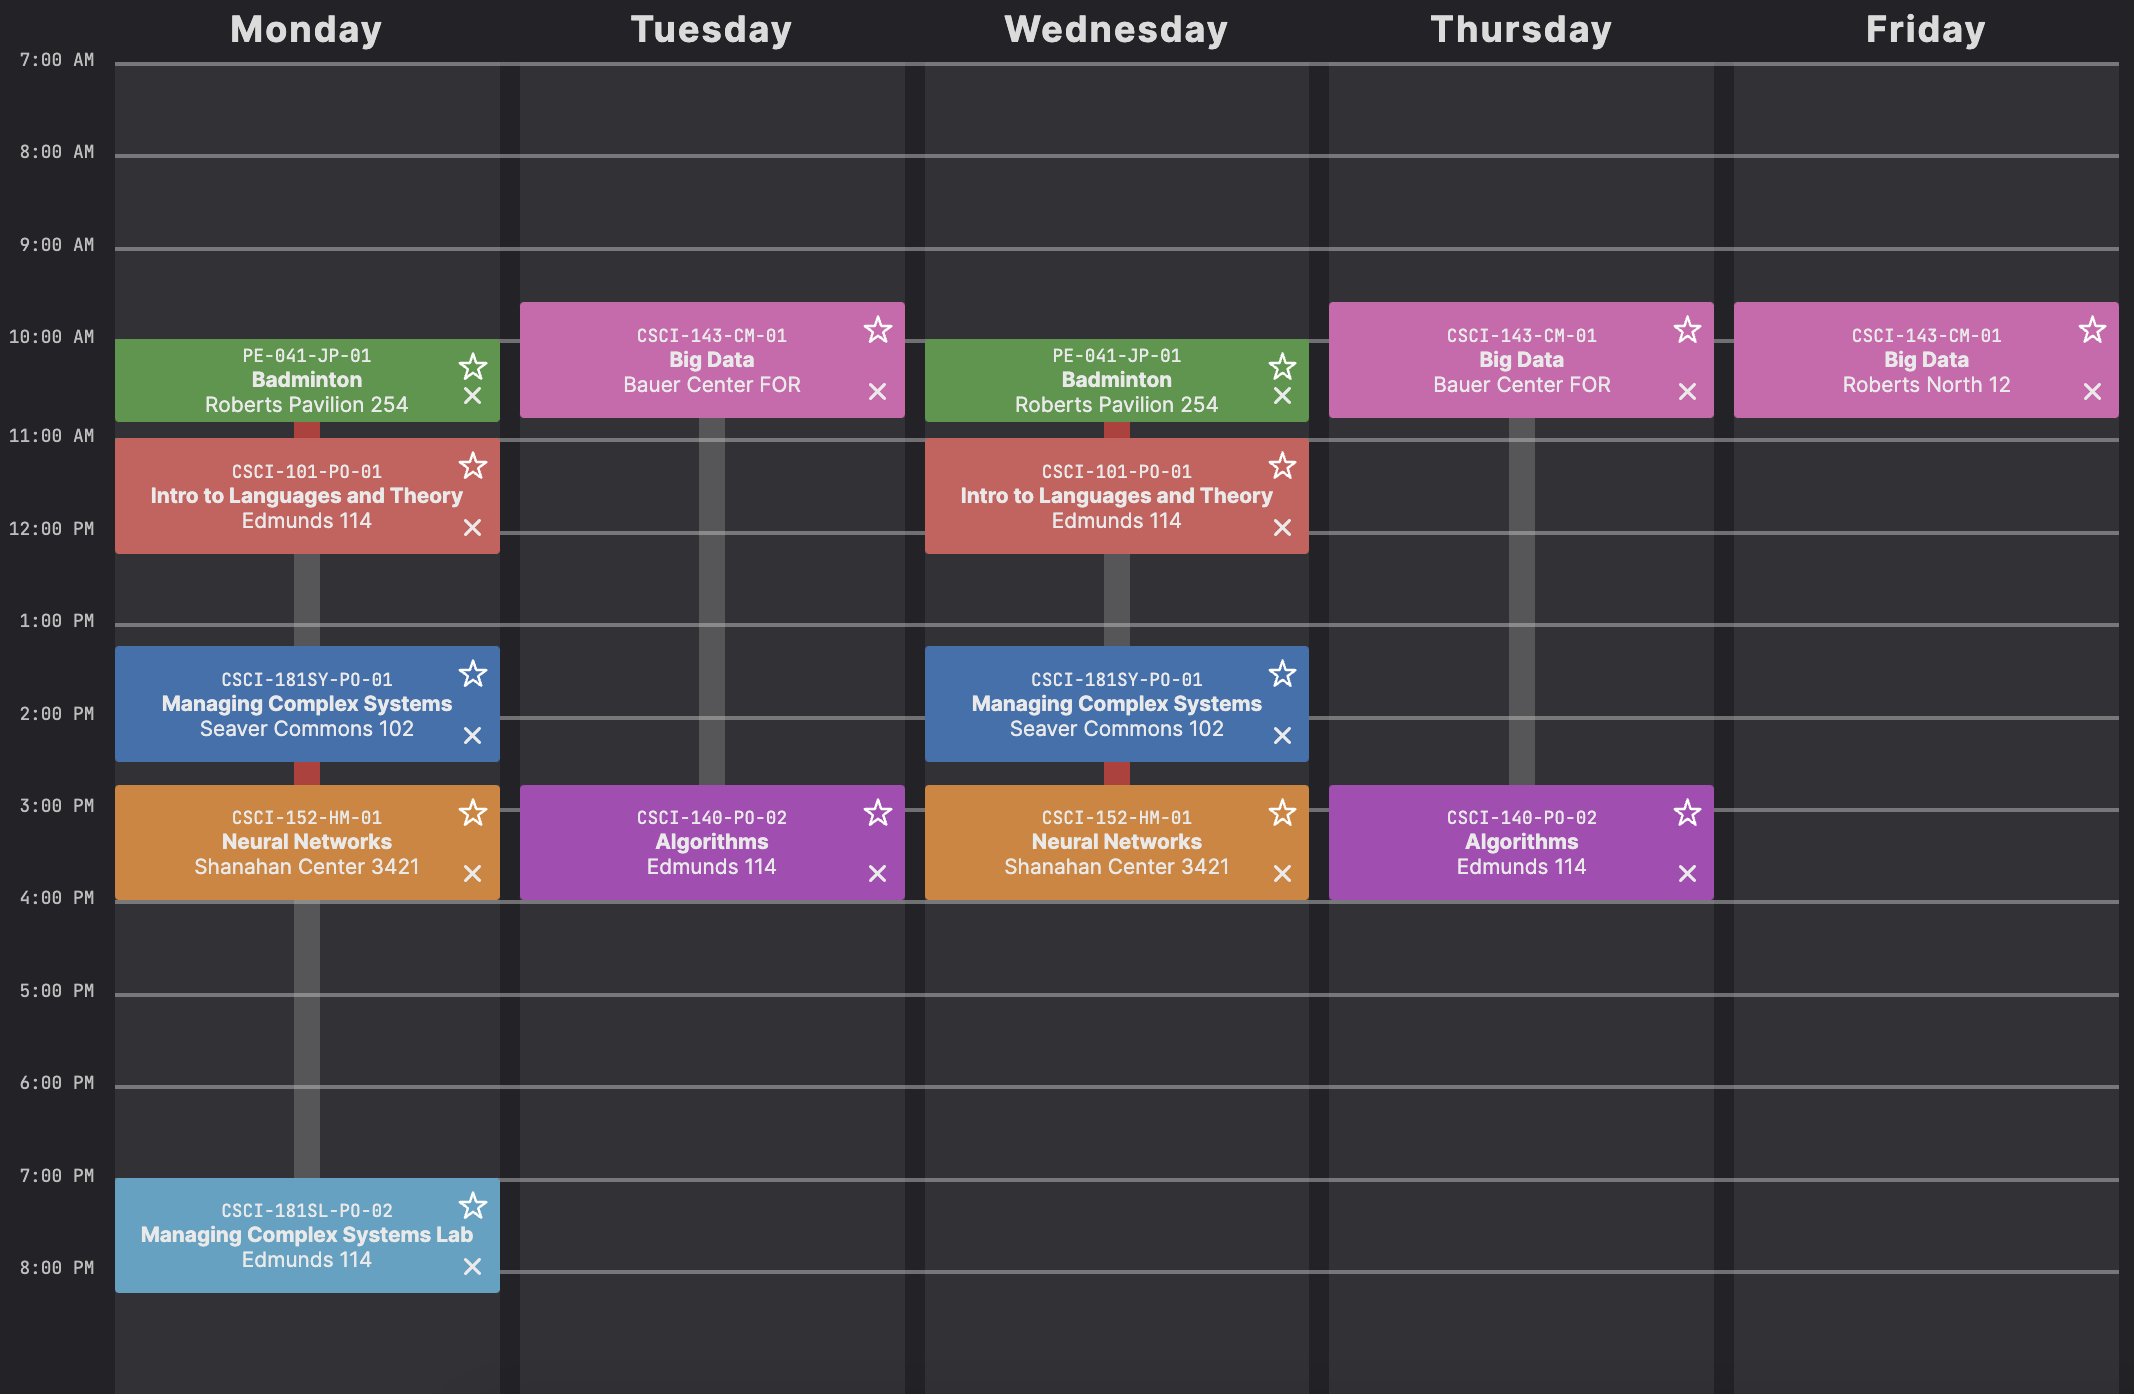 Monday
Tuesday
Wednesday
Thursday
Friday
7:00 AM
8:00 AM
9:00 AM
10:00 AM
11:00 AM
12:00 PM
1:00 PM
2:00 PM
3:00 PM
4:00 PM
5:00 PM
6:00 PM
7:00 PM
8:00 PM
PE-041-JP-01
Badminton
Roberts Pavilion 254
CSCI-101-PO-01
Intro to Languages and Theory
Edmunds 114
CSCI-181SY-PO-01
Managing Complex Systems
Seaver Commons 102
CSCI-152-HM-01
Neural Networks
Shanahan Center 3421
CSCI-181SL-PO-02
Managing Complex Systems Lab
Edmunds 114
CSCI-143-CM-01
Big Data
Bauer Center FOR
CSCI-140-PO-02
Algorithms
Edmunds 114
PE-041-JP-01
Badminton
Roberts Pavilion 254
CSCI-101-PO-01
Intro to Languages and Theory
Edmunds 114
CSCI-181SY-PO-01
Managing Complex Systems
Seaver Commons 102
CSCI-152-HM-01
Neural Networks
Shanahan Center 3421
CSCI-143-CM-01
Big Data
Bauer Center FOR
CSCI-140-PO-02
Algorithms
Edmunds 114
CSCI-143-CM-01
Big Data
Roberts North 12